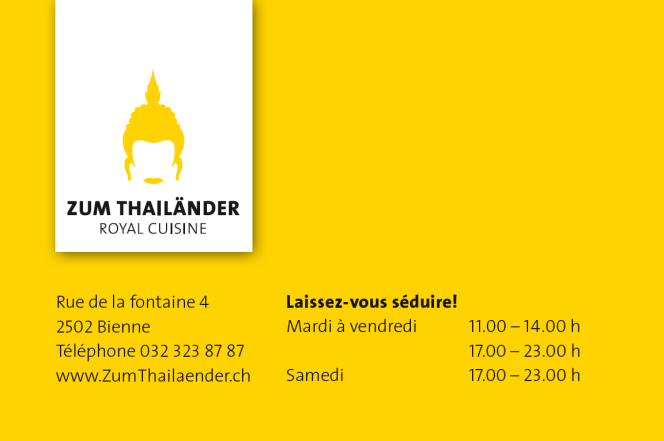 ZUM THAILÄNDER
ROYAL CUISINE
Rue de la fontaine 4
2502 Bienne
Téléphone 032 323 87 87
www.ZumThailaender.ch
Laissez-vous séduire!
Mardi à vendredi 11.00 – 14.00 h
17.00 – 23.00 h
Samedi 17.00 – 23.00 h